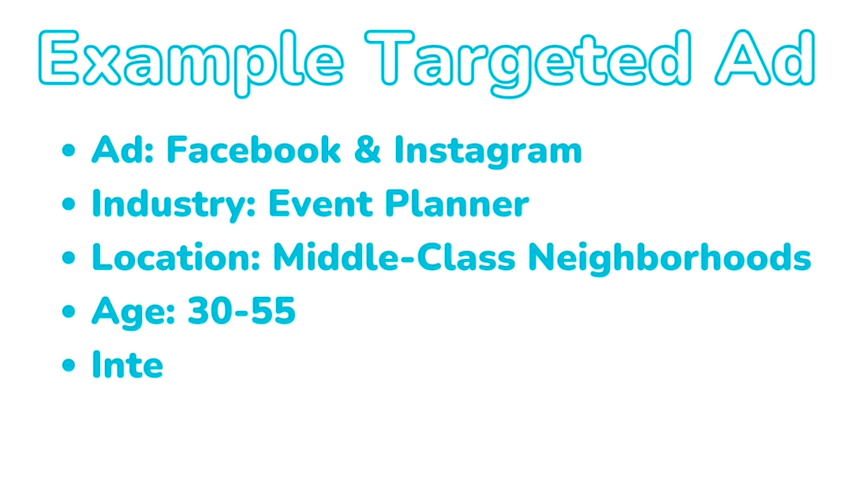 Example Targeted Ad
• Ad: Facebook & Instagram
• Industry: Event Planner
• Location: Middle-Class Neighborhoods
• Age: 30-55
• Inte